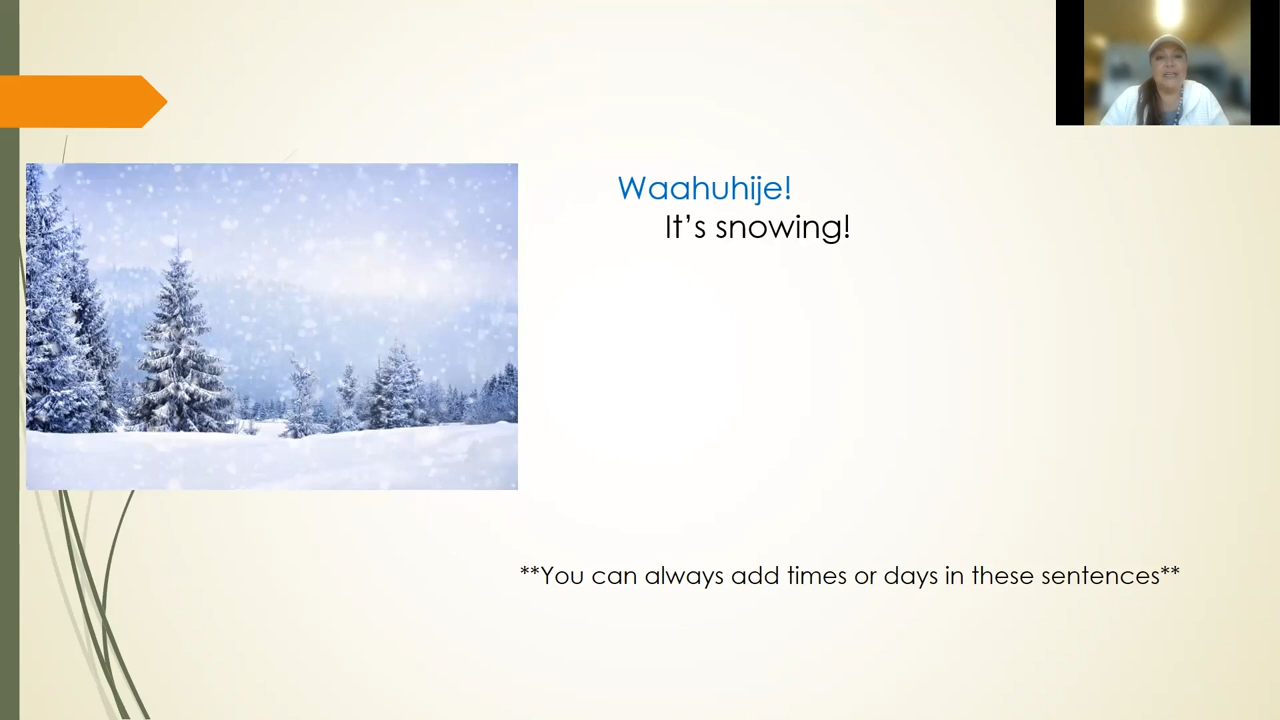 Waahuhije!
It’s snowing!
**You can always add times or days in these sentences**